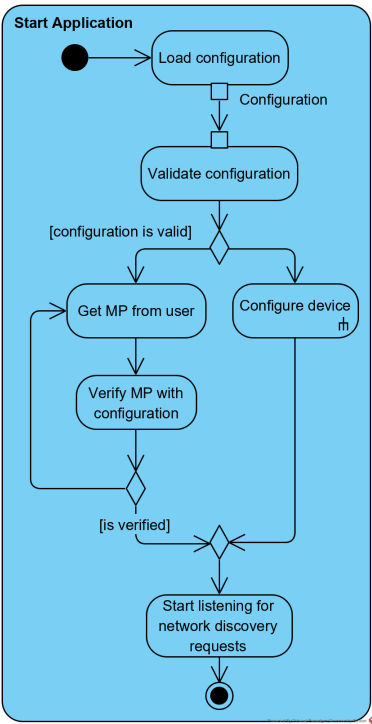 Start Application
Load configuration
Configuration
Validate configuration
[configuration is valid]
Get MP from user
Configure device
Verify MP with
configuration
[is verified]
Start listening for
network discovery
requests